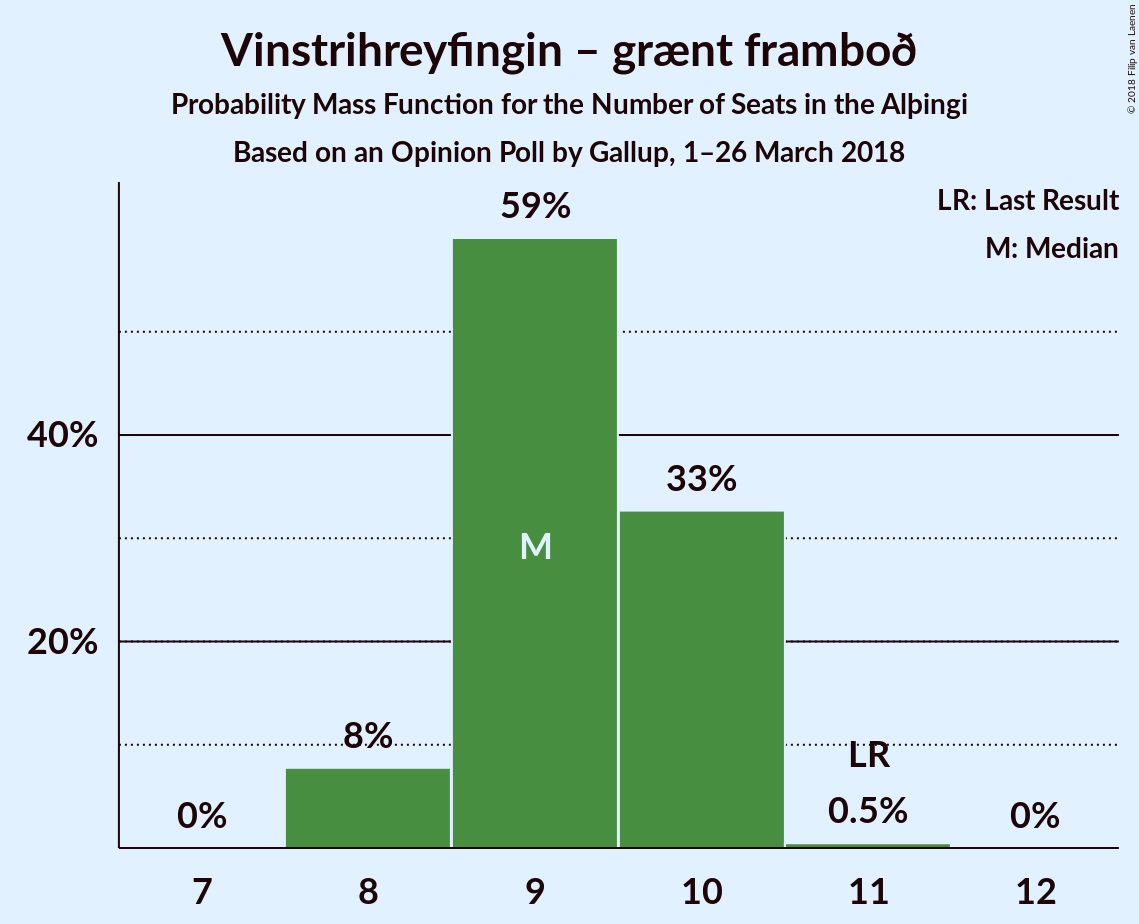 Vinstrihreyfingin – grænt framboð
Probability Mass Function for the Number of Seats in the Alþingi
Based on an Opinion Poll by Gallup, 1–26 March 2018
© 2018 Filip van Laenen
LR: Last Result
M: Median
59%
40%
33%
M
20%
8%
LR
0%
0.5%
0%
7
8
9
10
11
12